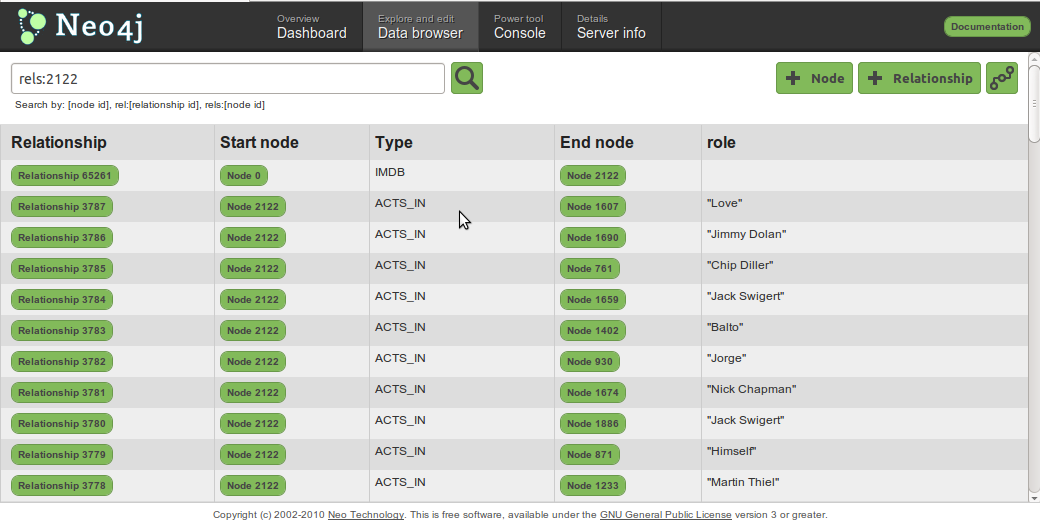 Neo4j
Overview
Dashboard
Explore and edit
Data browser
Power tool
Console
Details
Server info
Documentation
rels:2122
Node
Relationship
Search by: [node id], rel:[relationship id], rels:[node id]
Relationship Start node Type End node role
Relationship 65261 Node 0 IMDB Node 2122
Relationship 3787 Node 2122 ACTS_IN Node 1607 "Love"
Relationship 3786 Node 2122 ACTS_IN Node 1690 "Jimmy Dolan"
Relationship 3785 Node 2122 ACTS_IN Node 761 "Chip Diller"
Relationship 3784 Node 2122 ACTS_IN Node 1659 "Jack Swigert"
Relationship 3783 Node 2122 ACTS_IN Node 1402 "Balto"
Relationship 3782 Node 2122 ACTS_IN Node 930 "Jorge"
Relationship 3781 Node 2122 ACTS_IN Node 1674 "Nick Chapman"
Relationship 3780 Node 2122 ACTS_IN Node 1886 "Jack Swigert"
Relationship 3779 Node 2122 ACTS_IN Node 871 "Himself"
Relationship 3778 Node 2122 ACTS_IN Node 1233 "Martin Thiel"
Copyright (c) 2002-2010 Neo Technology. This is free software, available under the GNU General Public License version 3 or greater.